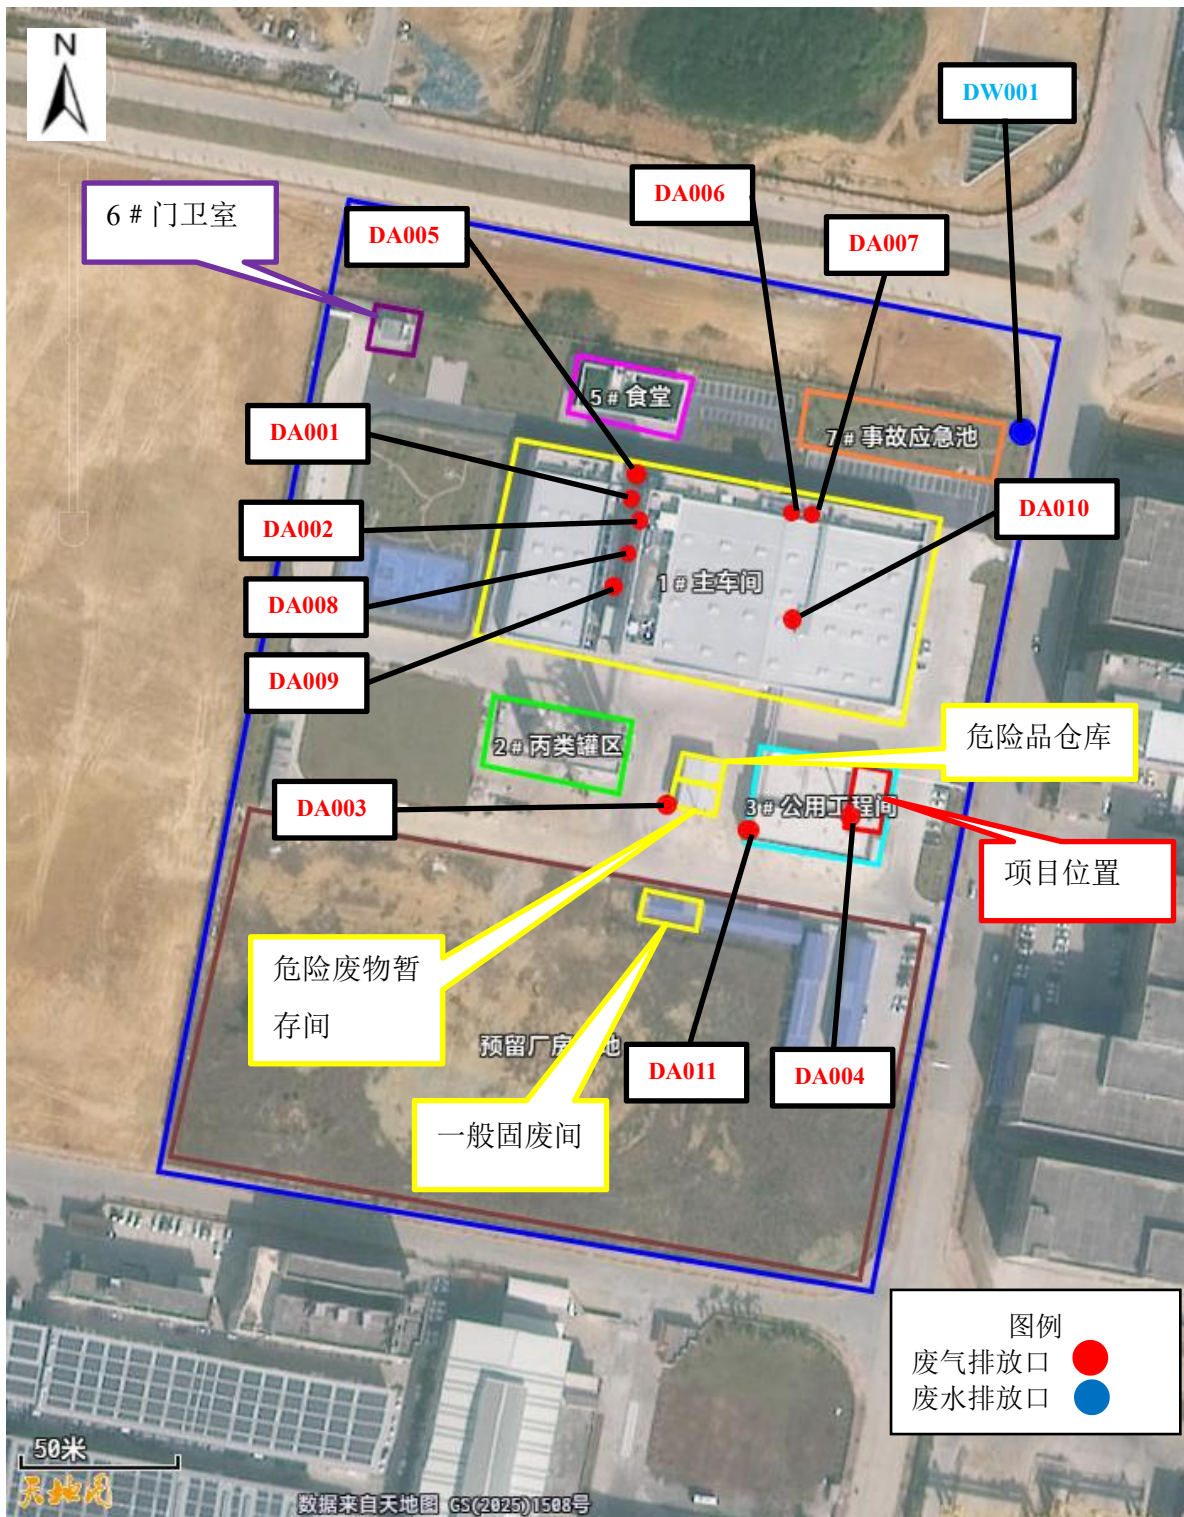 N
DW001
DA006
6#门卫室
DA005
DA007
5#食堂
DA001
7#事故应急池
DA010
DA002
1#主车间
DA008
DA009
危险品仓库
2#丙类罐区
DA003
3#公用工程间
项目位置
危险废物暂
存间
预留厂房 地
DA011
DA004
一般固废间
图例
废气排放口
废水排放口
50米
天地图
数据来自天地图 GS(2025)1508号